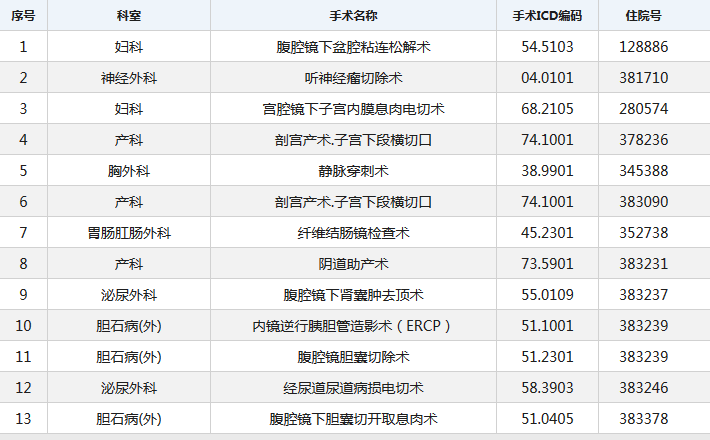 序号 科室 手术名称 手术ICD编码 住院号
1 妇科 腹腔镜下盆腔粘连松解术 54.5103 128886
2 神经外科 听神经瘤切除术 04.0101 381710
3 妇科 宫腔镜下子宫内膜息肉电切术 68.2105 280574
4 产科 剖宫产术.子宫下段横切口 74.1001 378236
5 胸外科 静脉穿刺术 38.9901 345388
6 产科 剖宫产术.子宫下段横切口 74.1001 383090
7 胃肠肛肠外科 纤维结肠镜检查术 45.2301 352738
8 产科 阴道助产术 73.5901 383231
9 泌尿外科 腹腔镜下肾囊肿去顶术 55.0109 383237
10 胆石病(外) 内镜逆行胰胆管造影术（ERCP） 51.1001 383239
11 胆石病(外) 腹腔镜胆囊切除术 51.2301 383239
12 泌尿外科 经尿道尿道病损电切术 58.3903 383246
13 胆石病(外) 腹腔镜下胆囊切开取息肉术 51.0405 383378